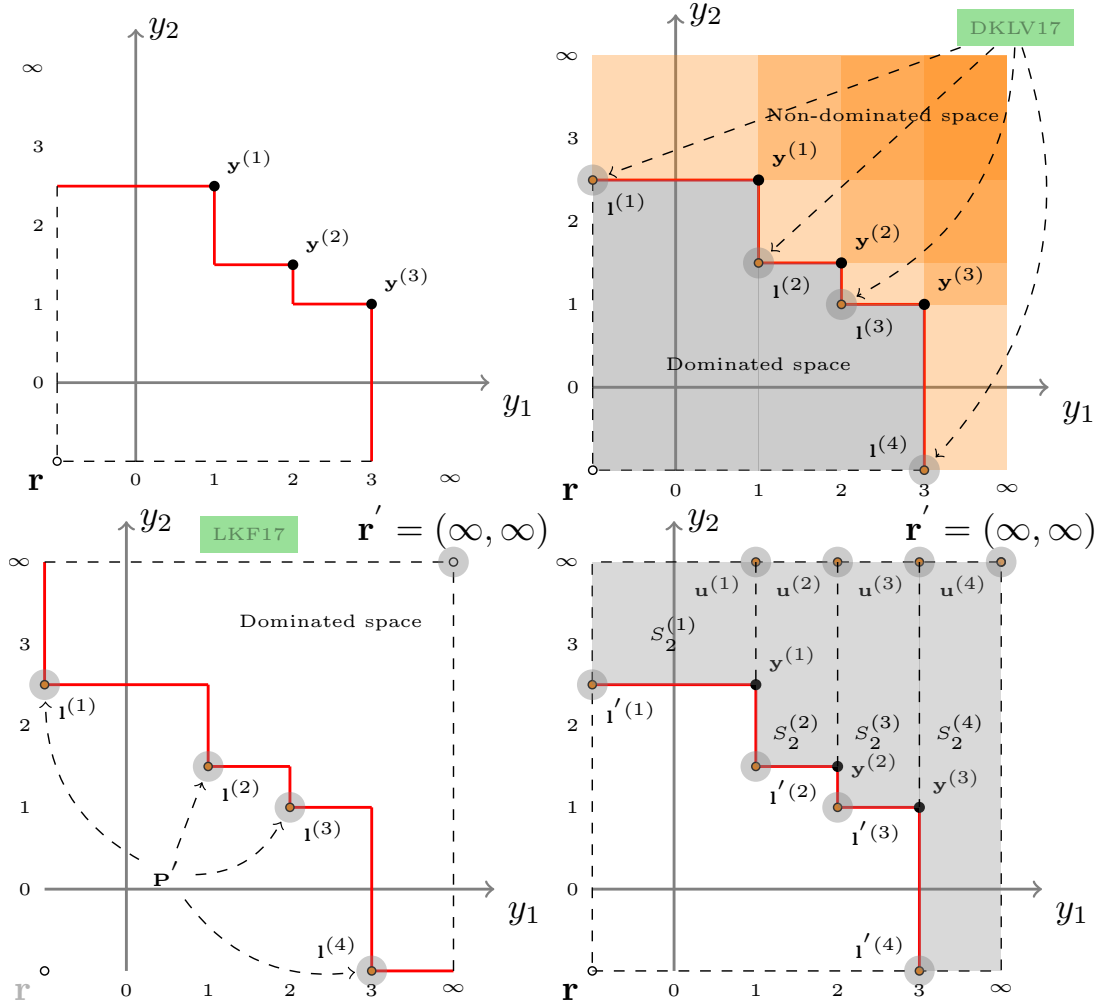 y₂
∞
3
2
1
0
y⁽¹⁾
y⁽²⁾
y⁽³⁾
y₁
r
0 1 2 3 ∞
y₂
DKLV17
∞
3
2
1
0
Non-dominated space
y⁽¹⁾
l⁽¹⁾
y⁽²⁾
l⁽²⁾
y⁽³⁾
l⁽³⁾
Dominated space
y₁
l⁽⁴⁾
r
0 1 2 3 ∞
y₂
LKF17
r′ = (∞, ∞)
∞
3
2
1
0
Dominated space
l⁽¹⁾
l⁽²⁾
l⁽³⁾
P′
y₁
l⁽⁴⁾
r
0 1 2 3 ∞
y₂
r′ = (∞, ∞)
∞
3
2
1
0
u⁽¹⁾ u⁽²⁾ u⁽³⁾ u⁽⁴⁾
S₂⁽¹⁾
y⁽¹⁾
l′⁽¹⁾
S₂⁽²⁾ S₂⁽³⁾ S₂⁽⁴⁾
y⁽²⁾
l′⁽²⁾
y⁽³⁾
l′⁽³⁾
y₁
l′⁽⁴⁾
r
0 1 2 3 ∞